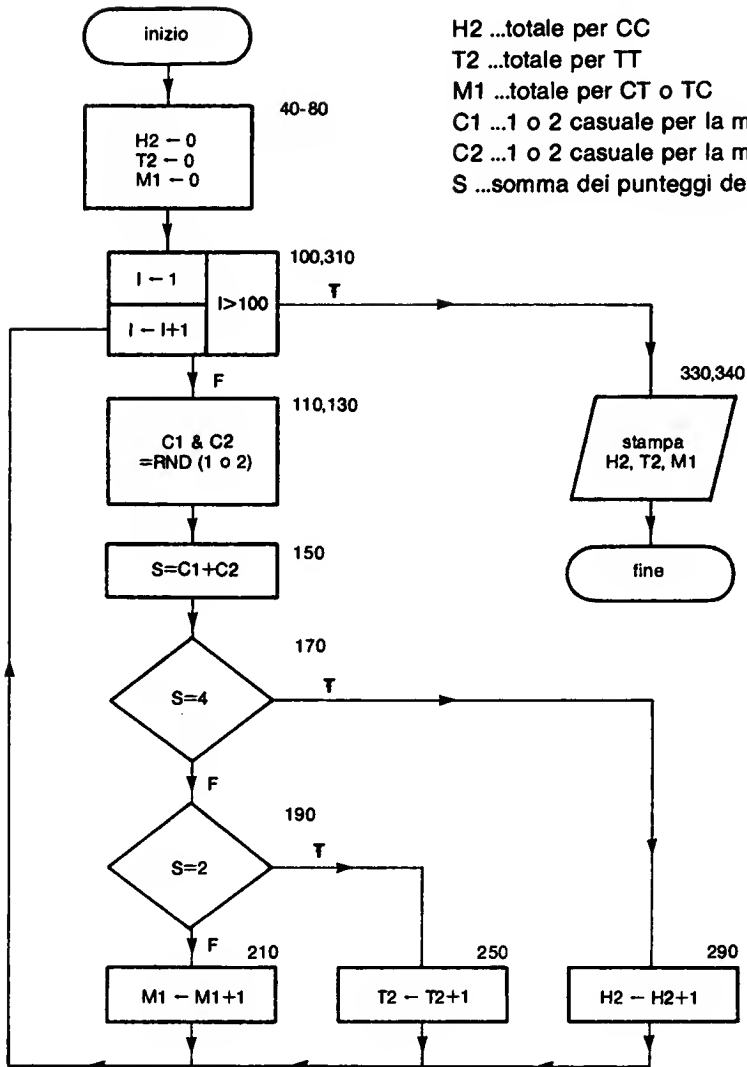 inizio
H2 ...totale per CC
T2 ...totale per TT
M1 ...totale per CT o TC
C1 ...1 o 2 casuale per la m
C2 ...1 o 2 casuale per la m
S ...somma dei punteggi de
40-80
H2 ← 0
T2 ← 0
M1 ← 0
100,310
I ← 1
I ← I+1
I>100
T
F
330,340
stampa
H2, T2, M1
fine
110,130
C1 & C2
=RND (1 o 2)
150
S=C1+C2
170
S=4
T
F
190
S=2
T
F
210
M1 ← M1+1
250
T2 ← T2+1
290
H2 ← H2+1